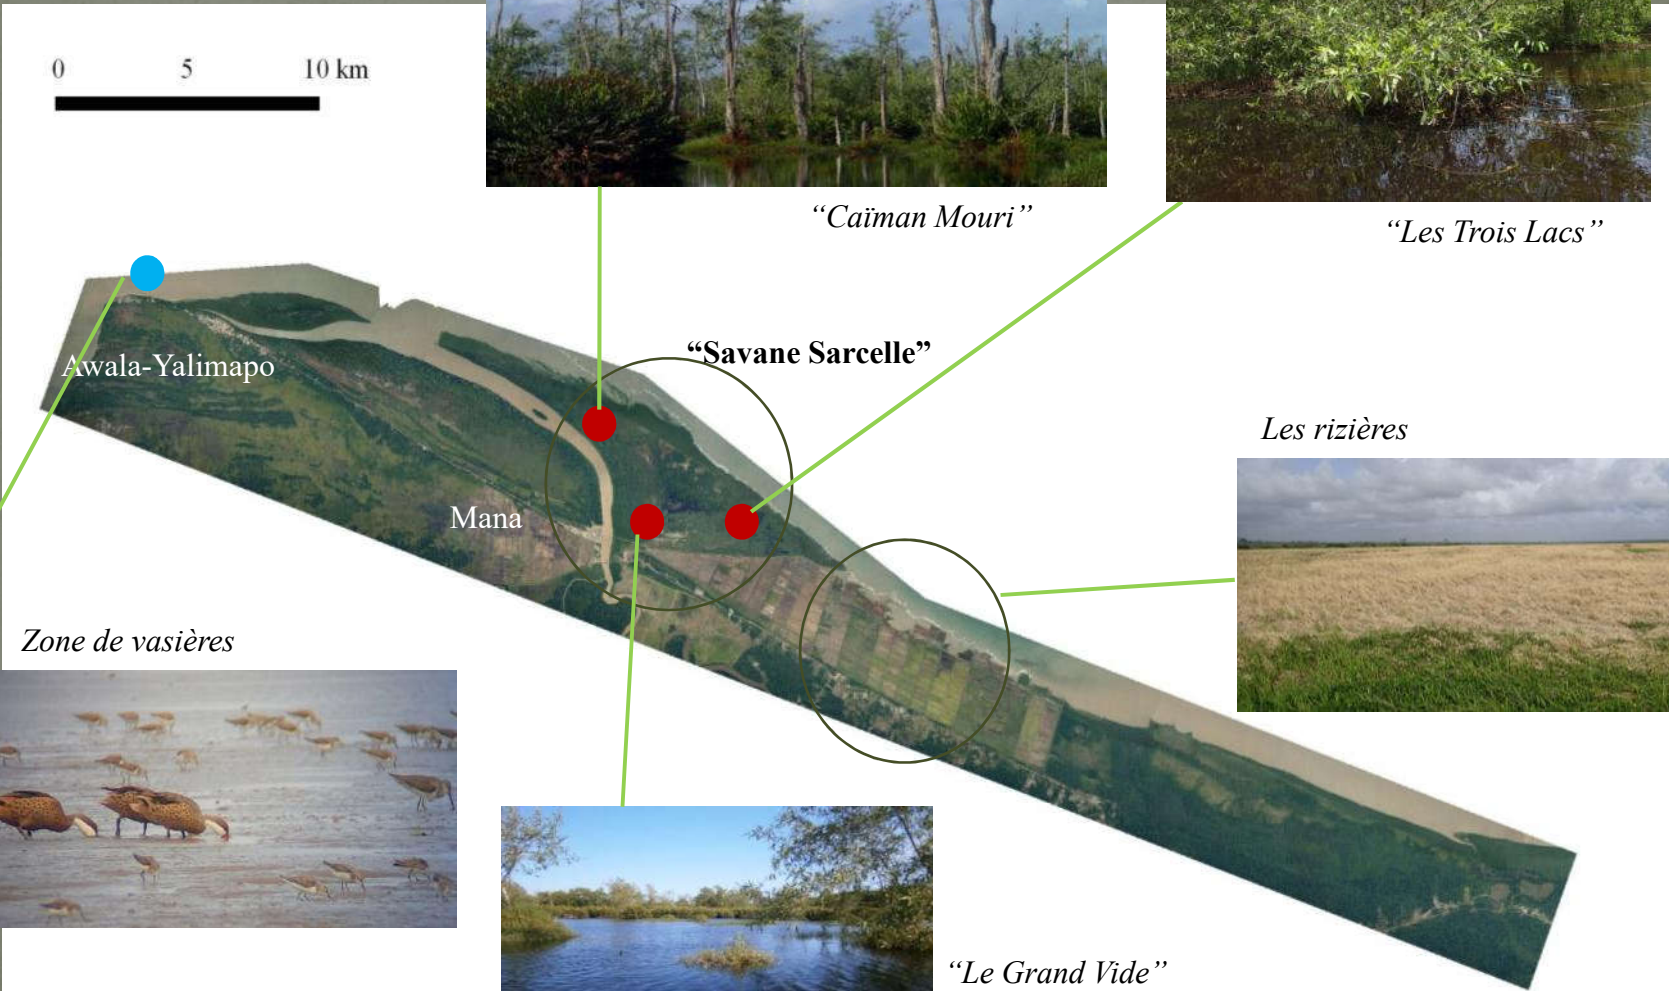 0 5 10 km
“Caïman Mouri”
“Les Trois Lacs”
“Savane Sarcelle”
Awala-Yalimapo
Les rizières
Mana
Zone de vasières
“Le Grand Vide”